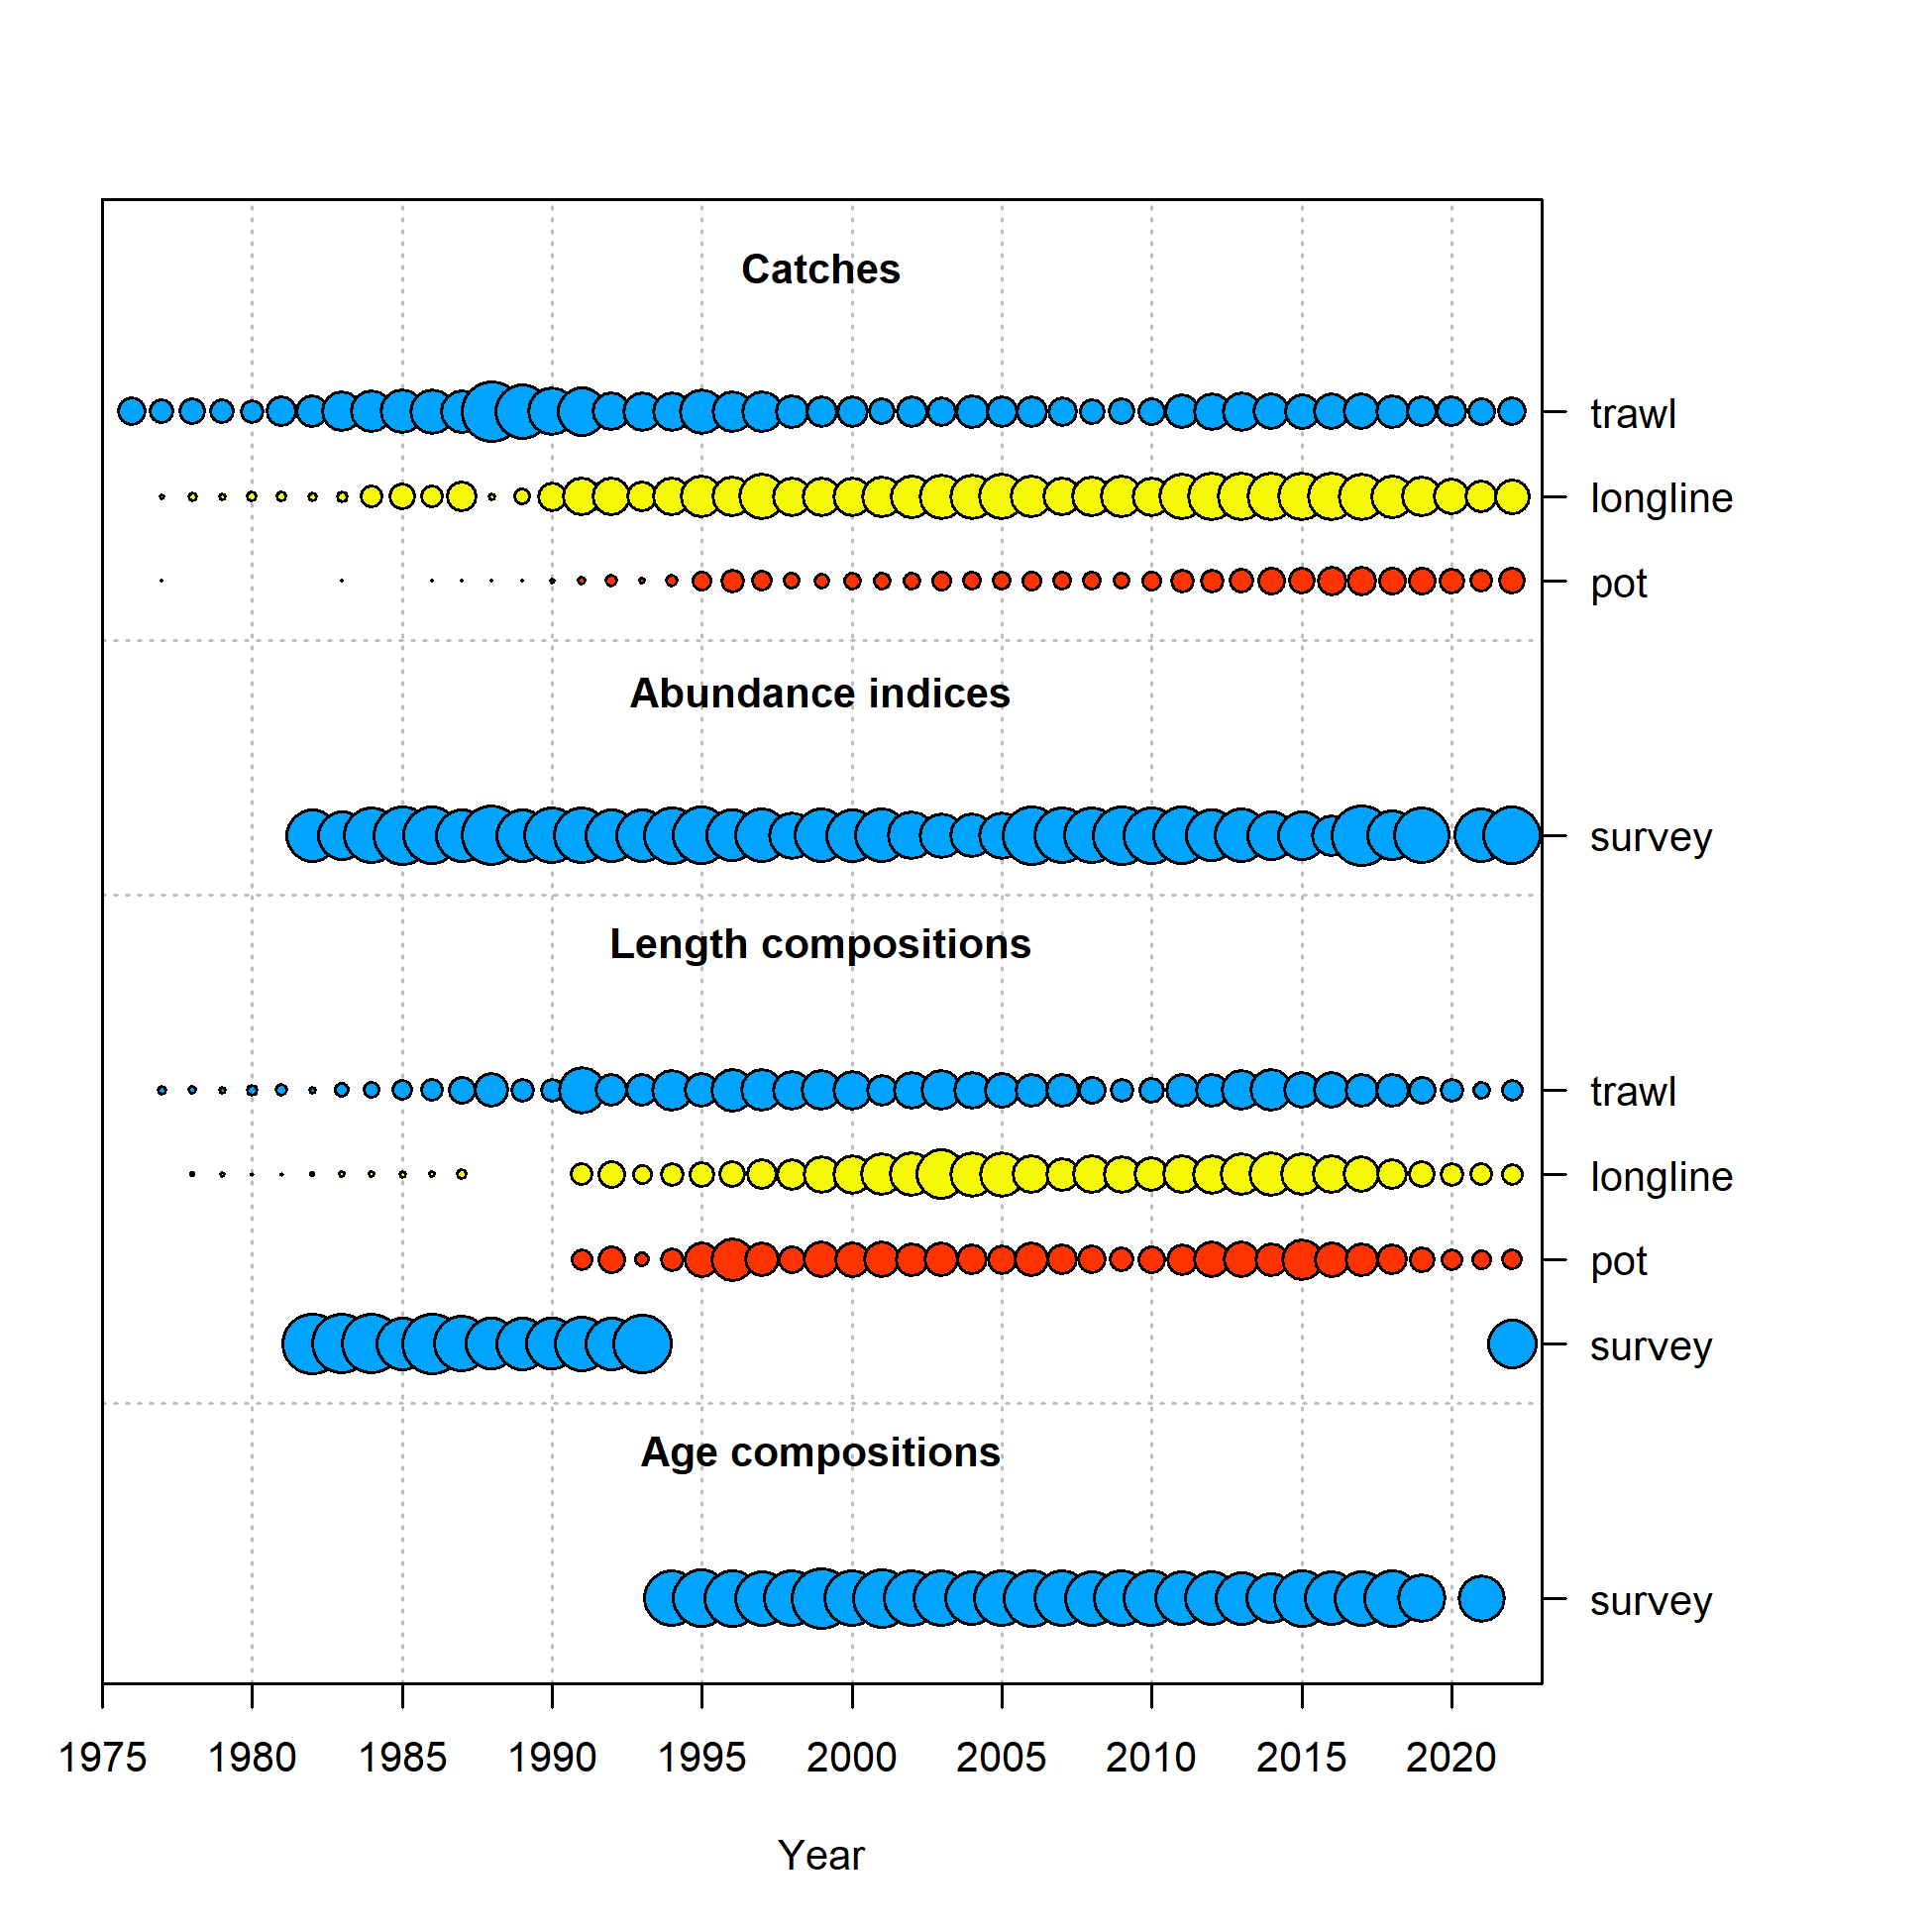 Catches
trawl
longline
pot
Abundance indices
survey
Length compositions
trawl
longline
pot
survey
Age compositions
survey
1975 1980 1985 1990 1995 2000 2005 2010 2015 2020
Year